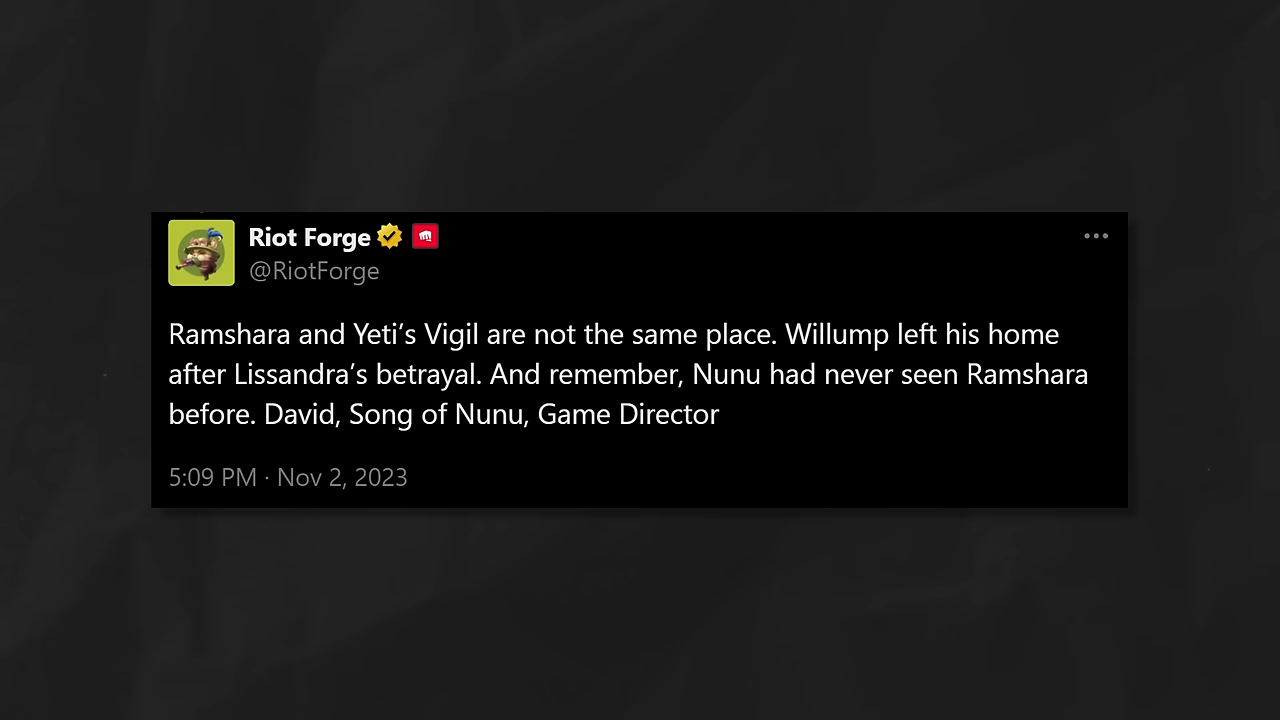 Riot Forge
@RiotForge
Ramshara and Yeti’s Vigil are not the same place. Willump left his home
after Lissandra’s betrayal. And remember, Nunu had never seen Ramshara
before. David, Song of Nunu, Game Director
5:09 PM · Nov 2, 2023